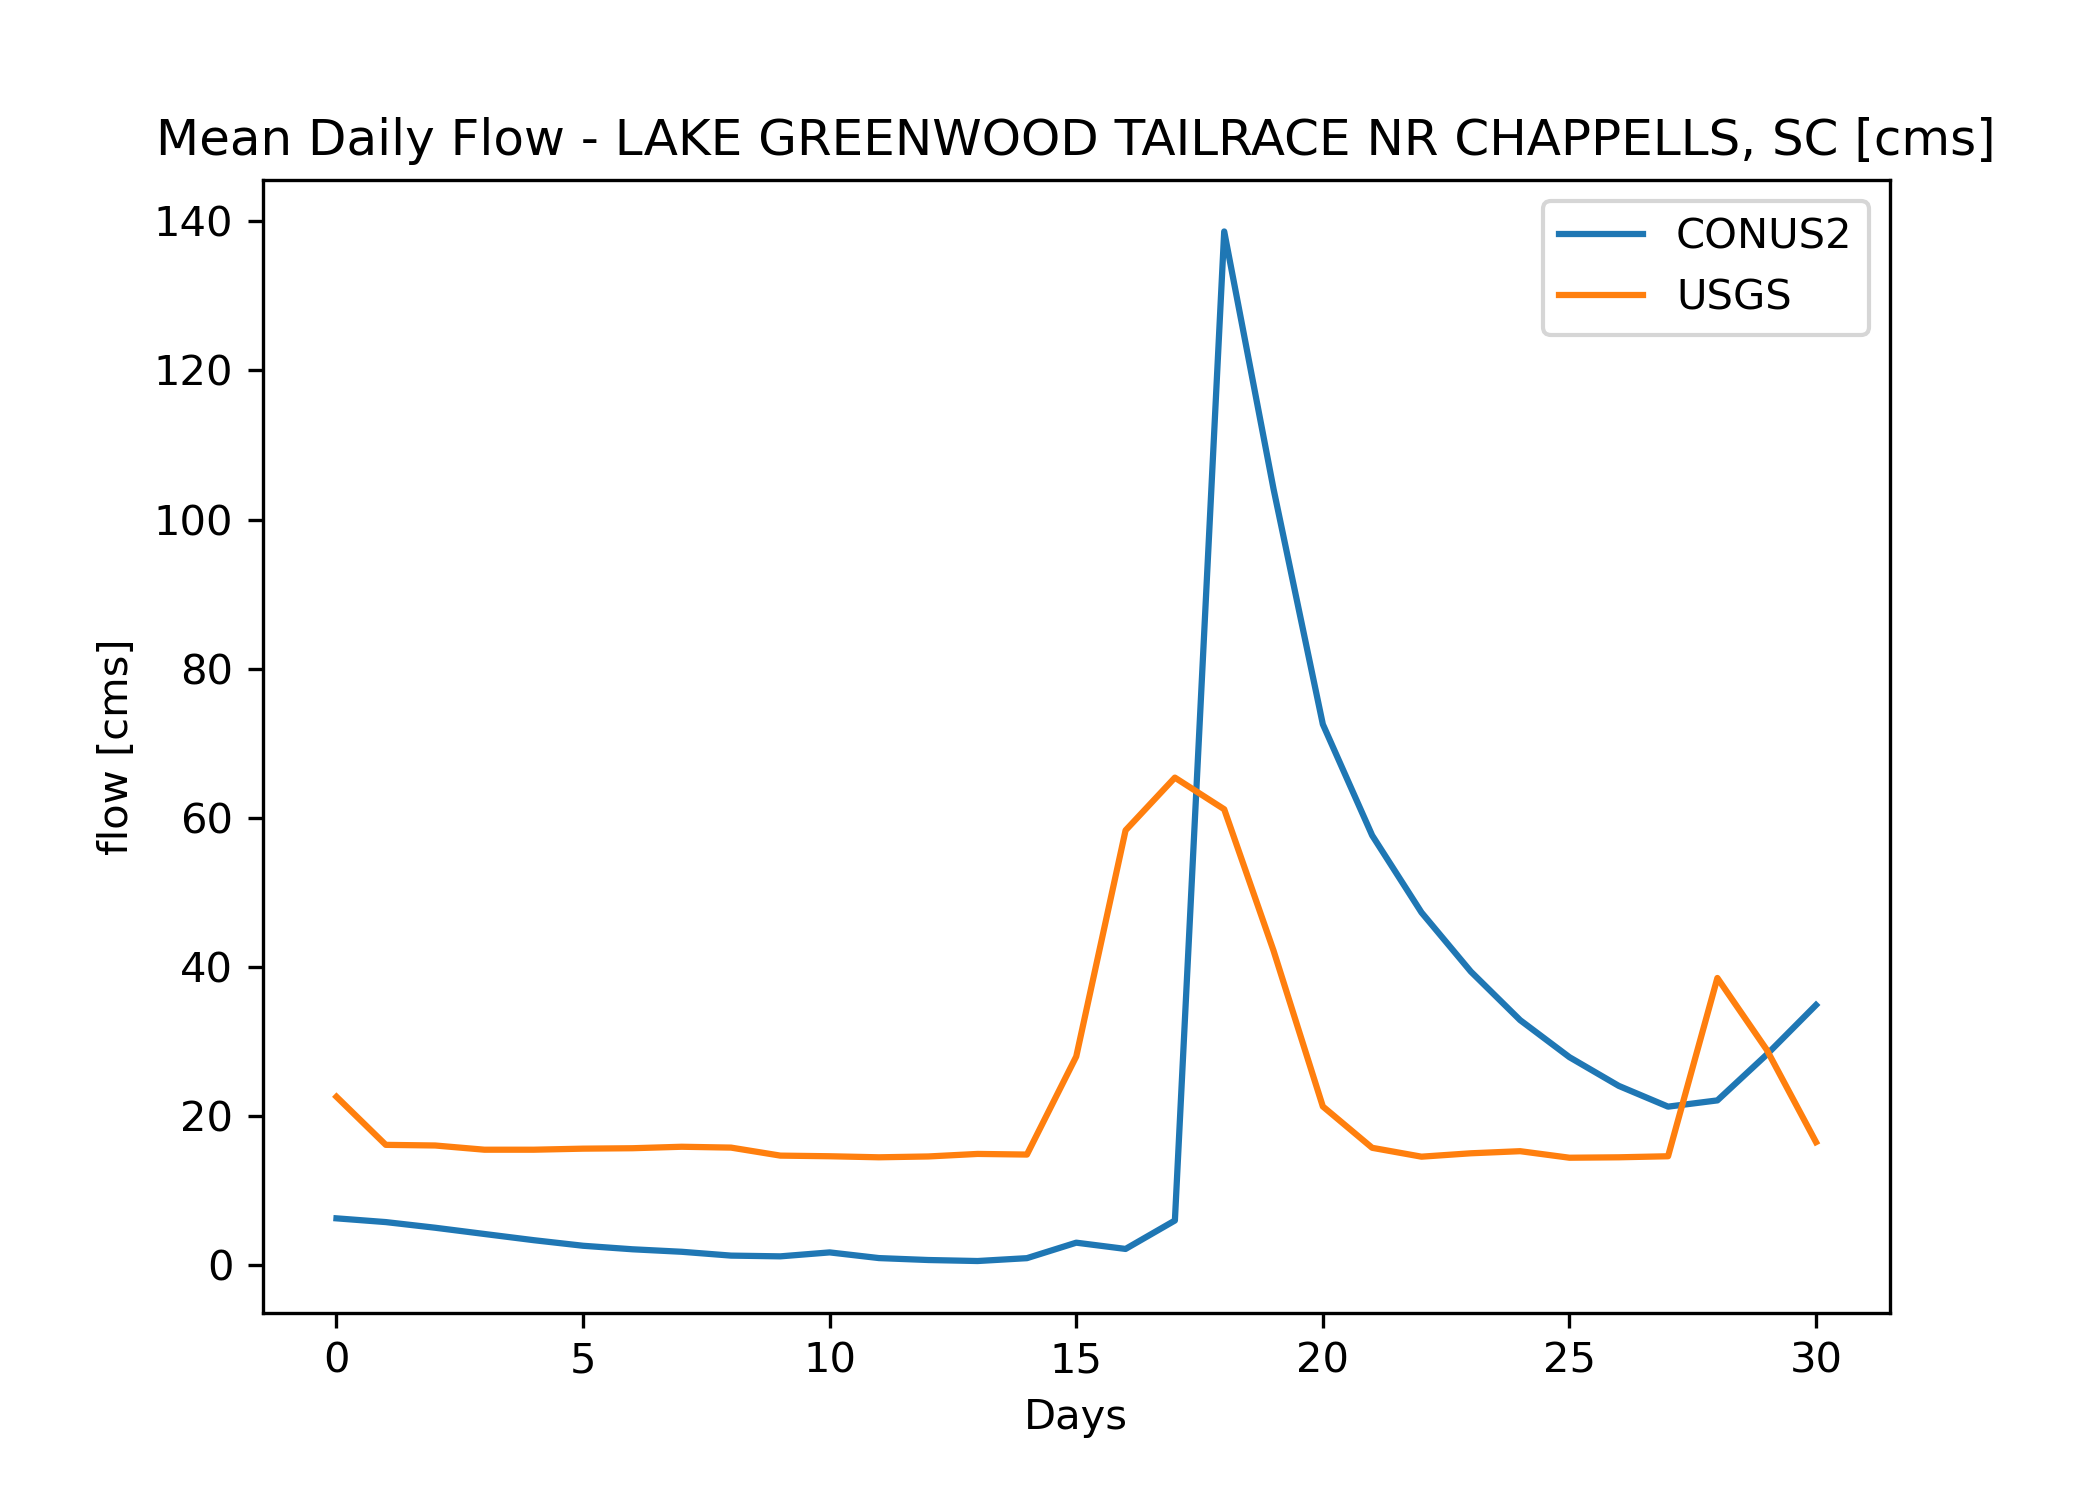 Mean Daily Flow - LAKE GREENWOOD TAILRACE NR CHAPPELLS, SC [cms]
CONUS2
USGS
140
120
100
80
60
40
20
0
flow [cms]
0 5 10 15 20 25 30
Days